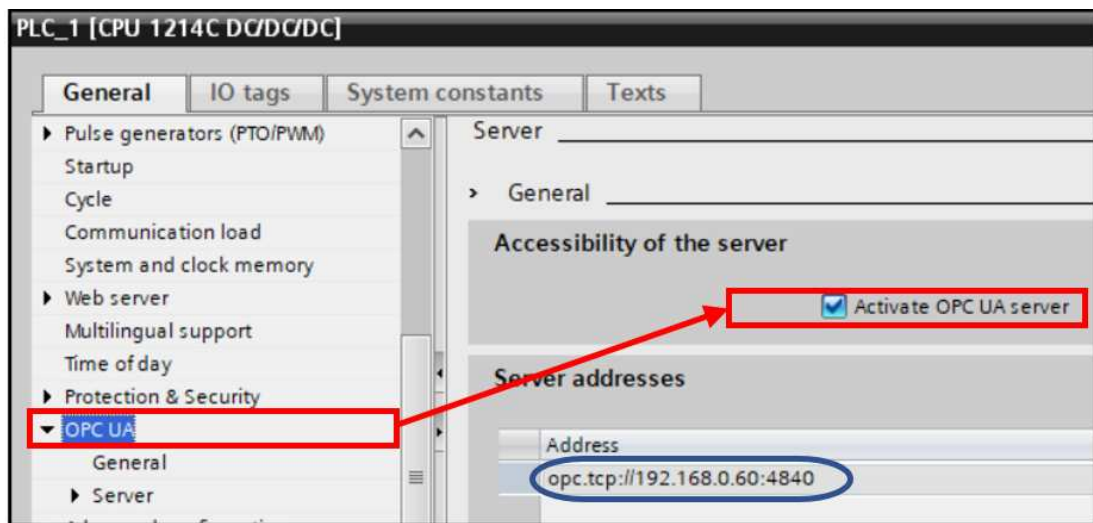 PLC_1 [CPU 1214C DC/DC/DC]
General
IO tags
System constants
Texts
Pulse generators (PTO/PWM)
Startup
Cycle
Communication load
System and clock memory
Web server
Multilingual support
Time of day
Protection & Security
OPC UA
General
Server
Server
General
Accessibility of the server
Activate OPC UA server
Server addresses
Address
opc.tcp://192.168.0.60:4840